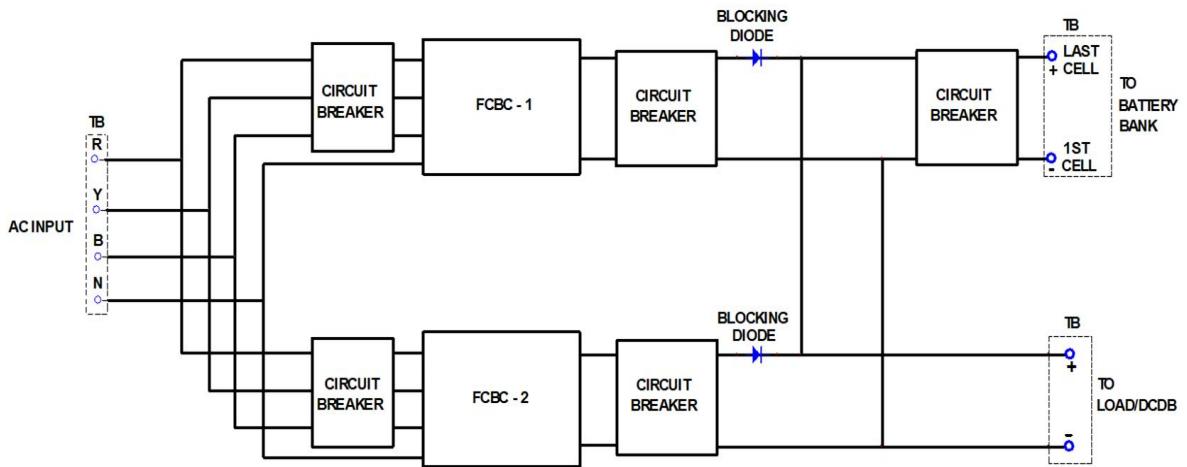 BLOCKING
DIODE
TB
LAST
+ CELL
TO
BATTERY
BANK
1ST
- CELL
CIRCUIT
BREAKER
FCBC - 1
CIRCUIT
BREAKER
CIRCUIT
BREAKER
TB
R
Y
B
N
AC INPUT
BLOCKING
DIODE
TB
+
-
TO
LOAD/DCDB
CIRCUIT
BREAKER
FCBC - 2
CIRCUIT
BREAKER